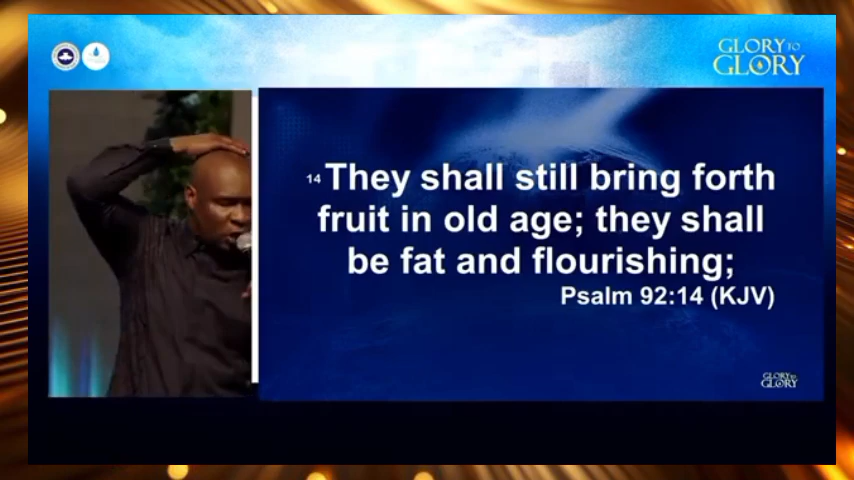 GLORY TO
GLORY
14 They shall still bring forth
fruit in old age; they shall
be fat and flourishing;
Psalm 92:14 (KJV)
GLORY TO
GLORY